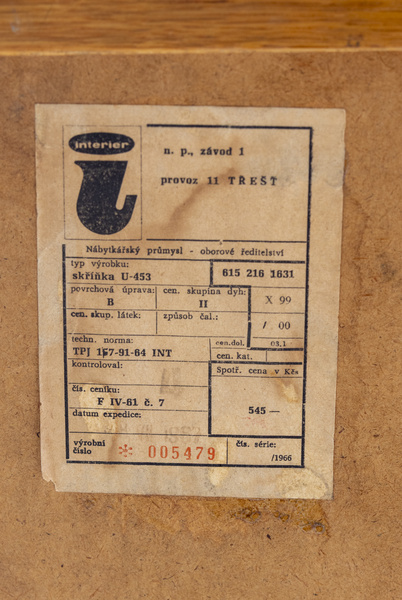 interier
n. p., závod 1
provoz 11 TŘEŠŤ
Nábytkářský průmysl - oborové ředitelství
typ výrobku:
skříňka U-453
615 216 1631
povrchová úprava:
B
cen. skupina dyh:
II
X 99
cen. skup. látek:
způsob čal.:
/ 00
techn. norma:
TPJ 157-91-64 INT
cen.dol. 03.1
cen. kat.
kontroloval:
Spotř. cena v Kčs
545 —
čís. ceníku:
F IV-61 č. 7
datum expedice:
výrobní číslo
* 005479
čís. série:
/1966